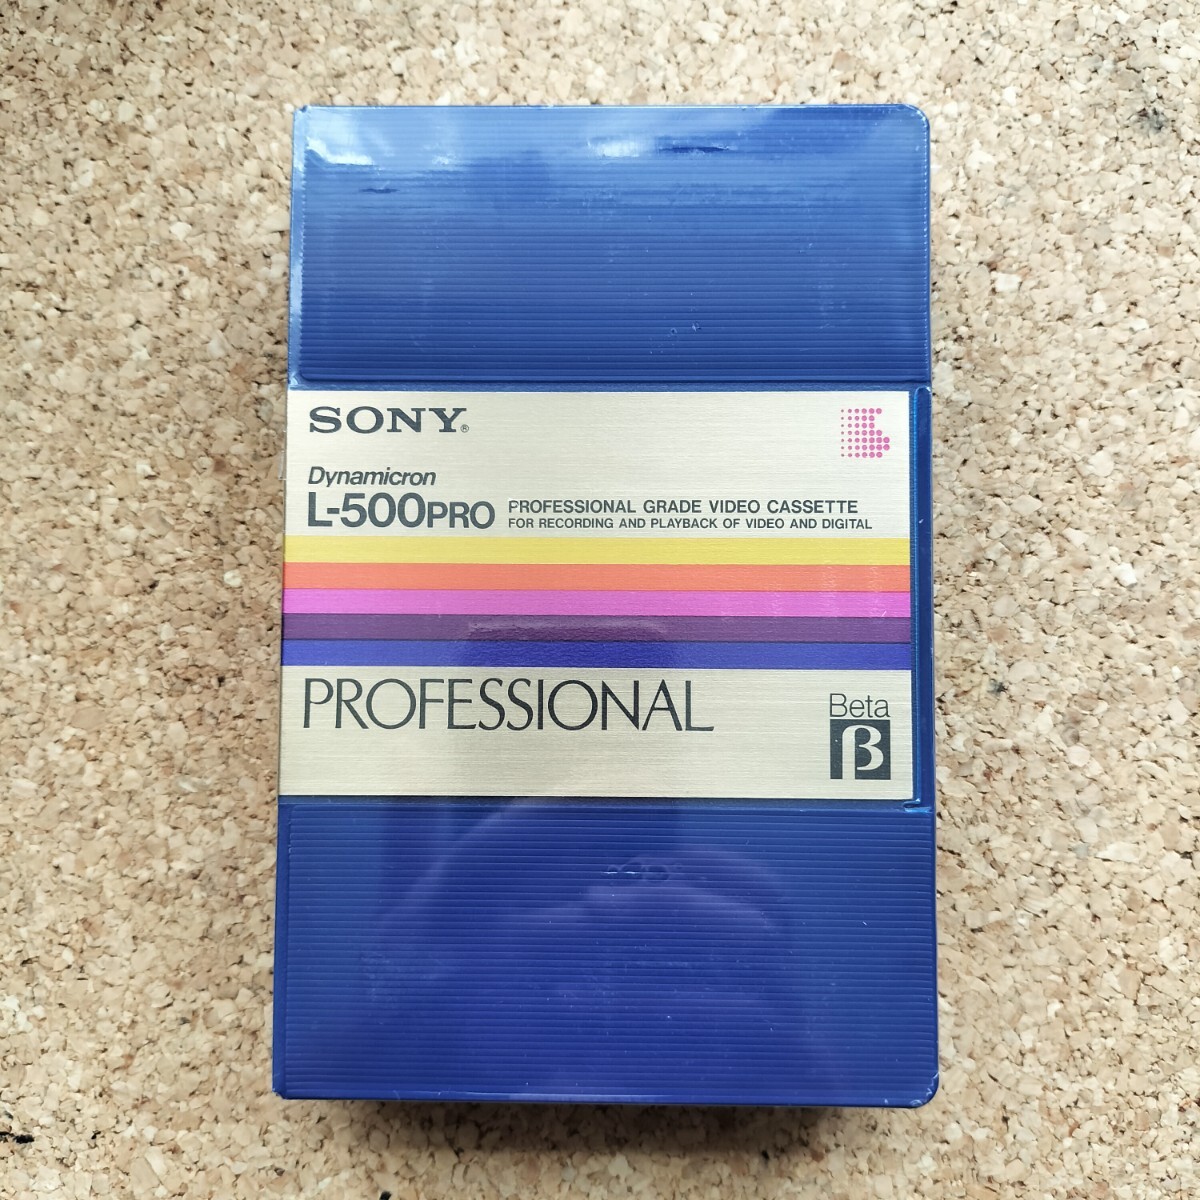 SONY®
Dynamicron
L-500PRO PROFESSIONAL GRADE VIDEO CASSETTE
FOR RECORDING AND PLAYBACK OF VIDEO AND DIGITAL
PROFESSIONAL
Beta
β